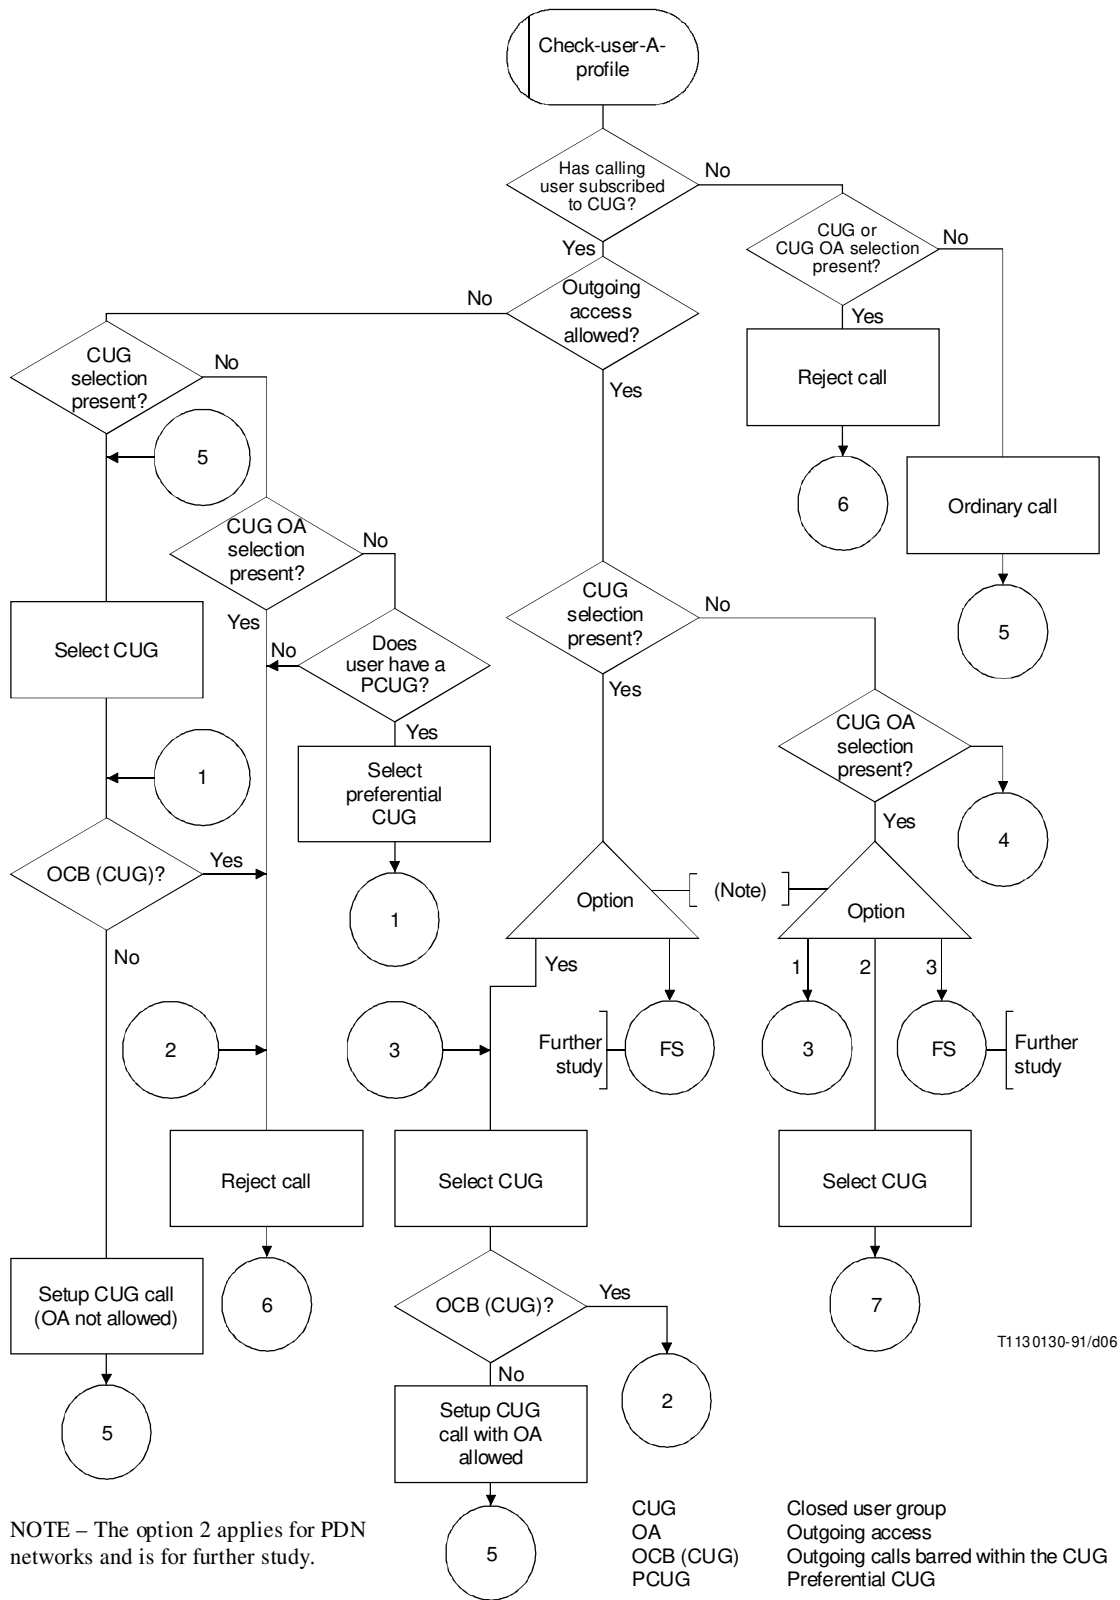 Check-user-A-
profile
Has calling
user subscribed
to CUG?
No
Yes
CUG or
CUG OA selection
present?
No
Yes
Outgoing
access
allowed?
No
Yes
Reject call
6
Ordinary call
5
CUG
selection
present?
No
5
CUG OA
selection
present?
No
Yes
Select CUG
Does
user have a
PCUG?
No
Yes
CUG
selection
present?
No
Yes
1
Select
preferential
CUG
1
CUG OA
selection
present?
Yes
4
OCB (CUG)?
Yes
No
Option
(Note)
Option
Yes
1
2
3
2
3
Further
study
FS
3
FS
Further
study
Reject call
6
Select CUG
Select CUG
7
Setup CUG call
(OA not allowed)
5
OCB (CUG)?
Yes
No
2
Setup CUG
call with OA
allowed
5
T1130130-91/d06
NOTE – The option 2 applies for PDN
networks and is for further study.
CUG Closed user group
OA Outgoing access
OCB (CUG) Outgoing calls barred within the CUG
PCUG Preferential CUG